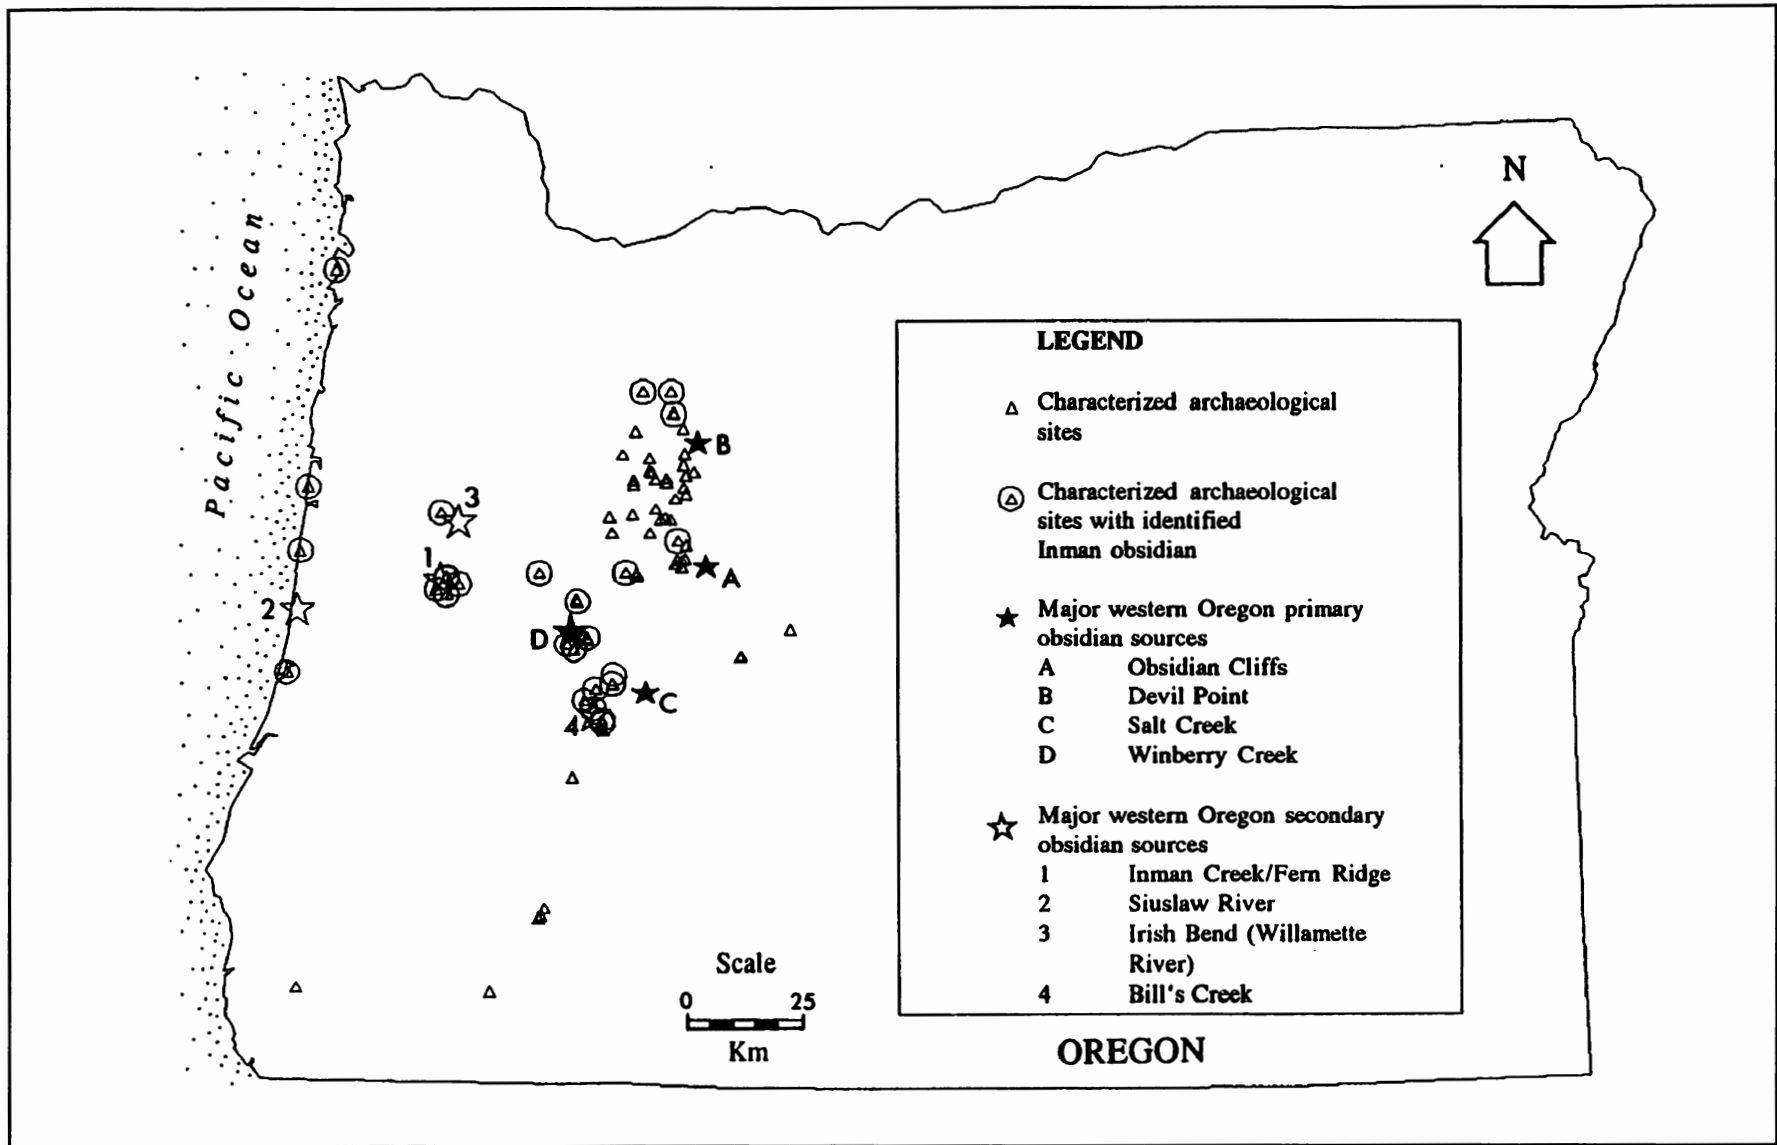 N
Pacific Ocean
B
3
1
A
2
D
C
4
LEGEND
Characterized archaeological
sites
Characterized archaeological
sites with identified
Inman obsidian
Major western Oregon primary
obsidian sources
A Obsidian Cliffs
B Devil Point
C Salt Creek
D Winberry Creek
Major western Oregon secondary
obsidian sources
1 Inman Creek/Fern Ridge
2 Siuslaw River
3 Irish Bend (Willamette
River)
4 Bill's Creek
Scale
0 25
Km
OREGON